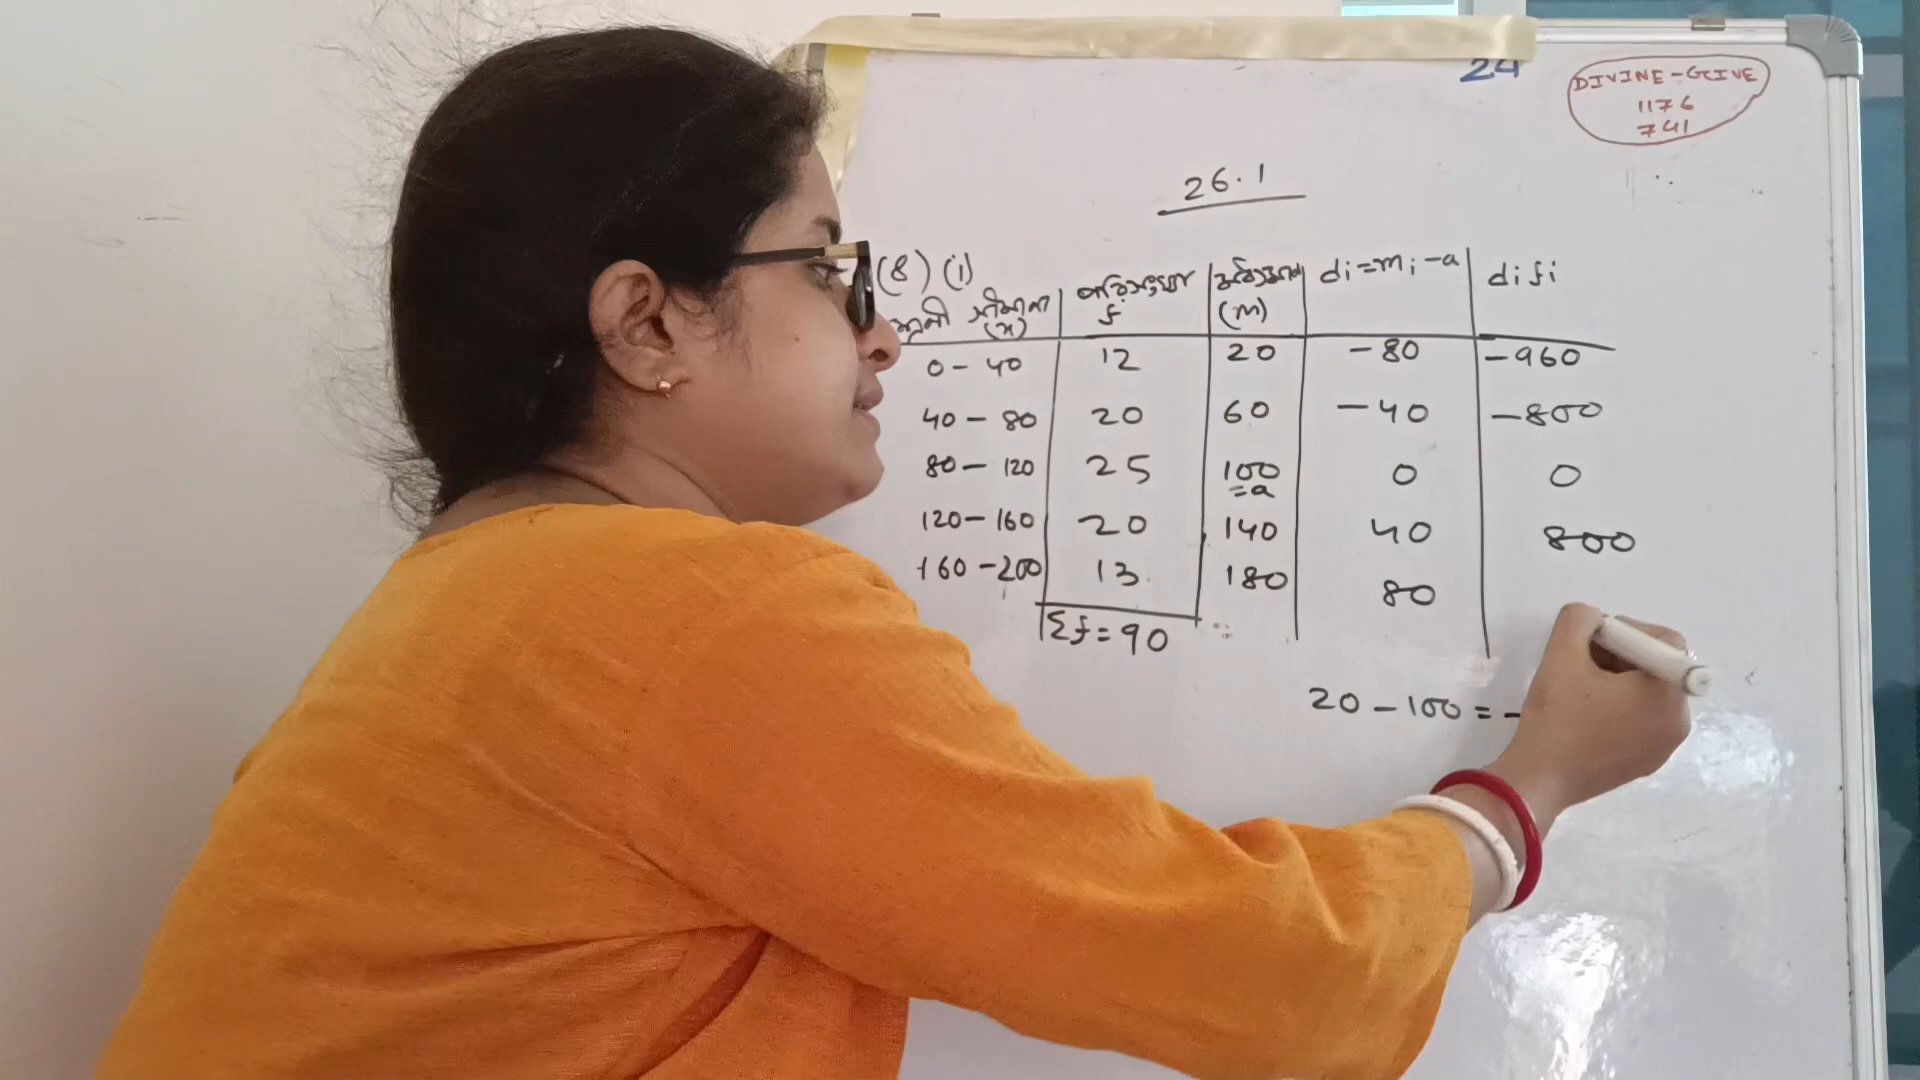 24
DIVINE-GIVE
1176
741
26.1
(8) (i)
সীমানা (x) পরিসংখ্যা f (m) di=mi-a difi
0-40 12 20 -80 -960
40-80 20 60 -40 -800
80-120 25 100 =a 0 0
120-160 20 140 40 800
160-200 13 180 80
Σf=90
20-100=-